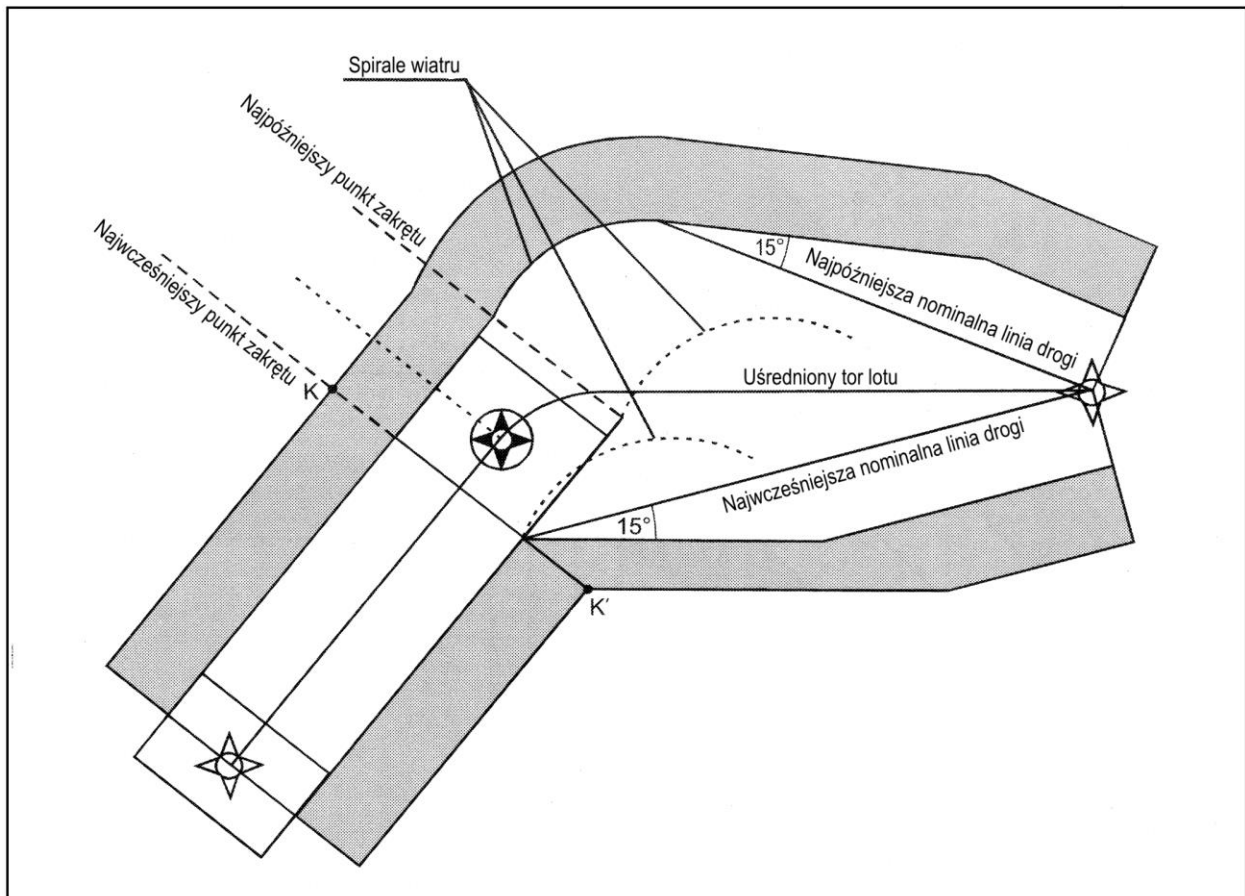 Spirale wiatru
Najpóźniejszy punkt zakrętu
Najwcześniejszy punkt zakrętu
K
15°
Najpóźniejsza nominalna linia drogi
Uśredniony tor lotu
Najwcześniejsza nominalna linia drogi
15°
K′